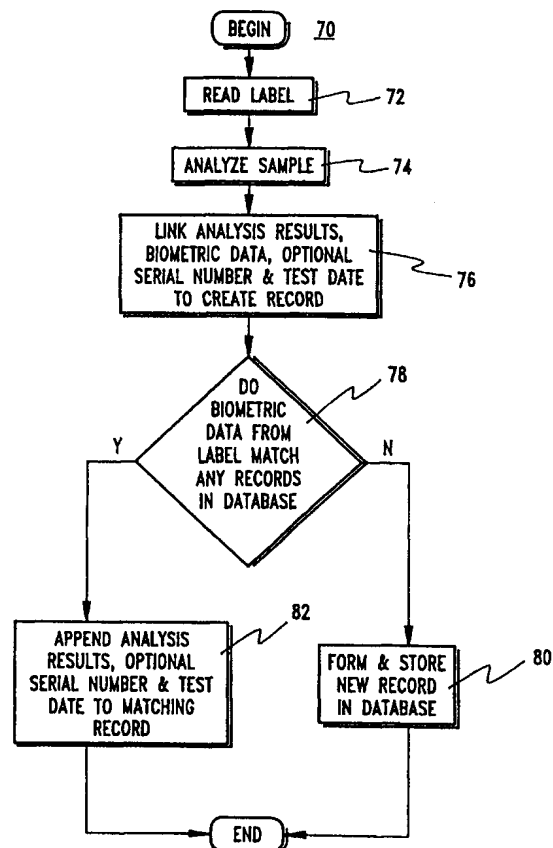 BEGIN
70
READ LABEL
72
ANALYZE SAMPLE
74
LINK ANALYSIS RESULTS,
BIOMETRIC DATA, OPTIONAL
SERIAL NUMBER & TEST DATE
TO CREATE RECORD
76
DO
BIOMETRIC
DATA FROM
LABEL MATCH
ANY RECORDS
IN DATABASE
78
Y
N
APPEND ANALYSIS
RESULTS, OPTIONAL
SERIAL NUMBER & TEST
DATE TO MATCHING
RECORD
82
FORM & STORE
NEW RECORD
IN DATABASE
80
END